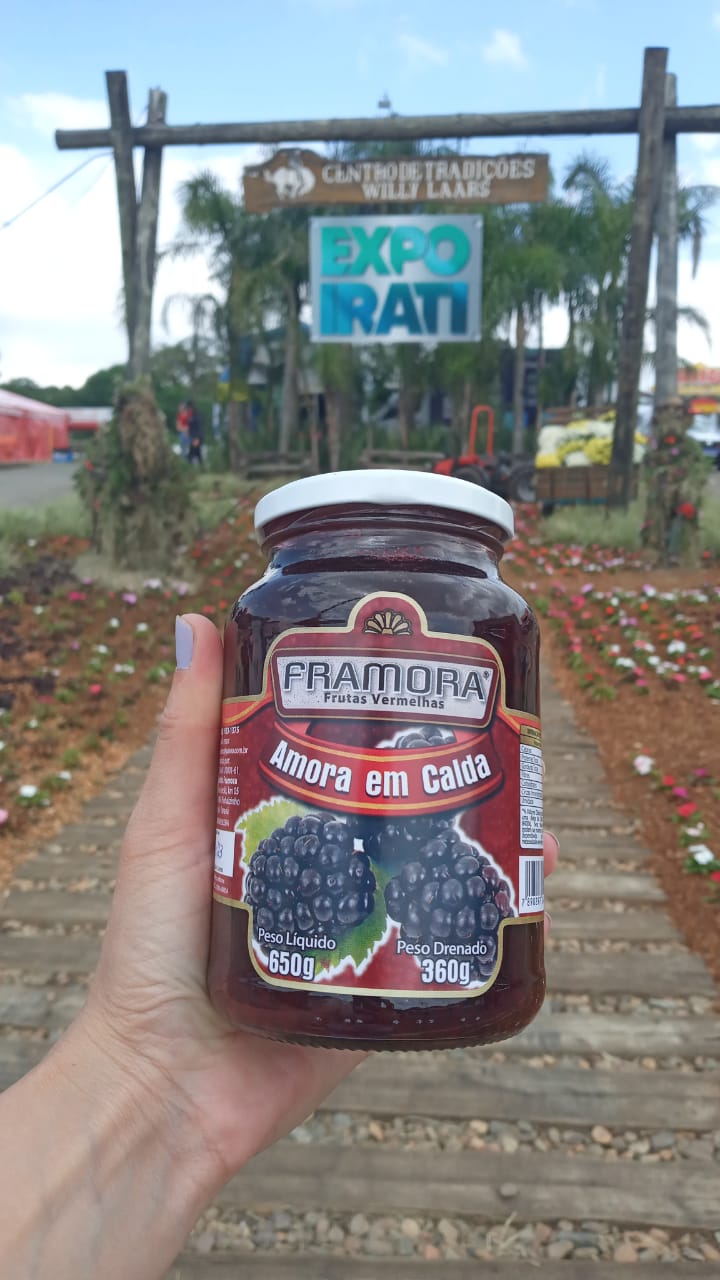 CENTRO DE TRADIÇÕES
WILLY LAARS
EXPO
IRATI
FRAMORA
Frutas Vermelhas
Amora em Calda
Peso Líquido
650g
Peso Drenado
360g